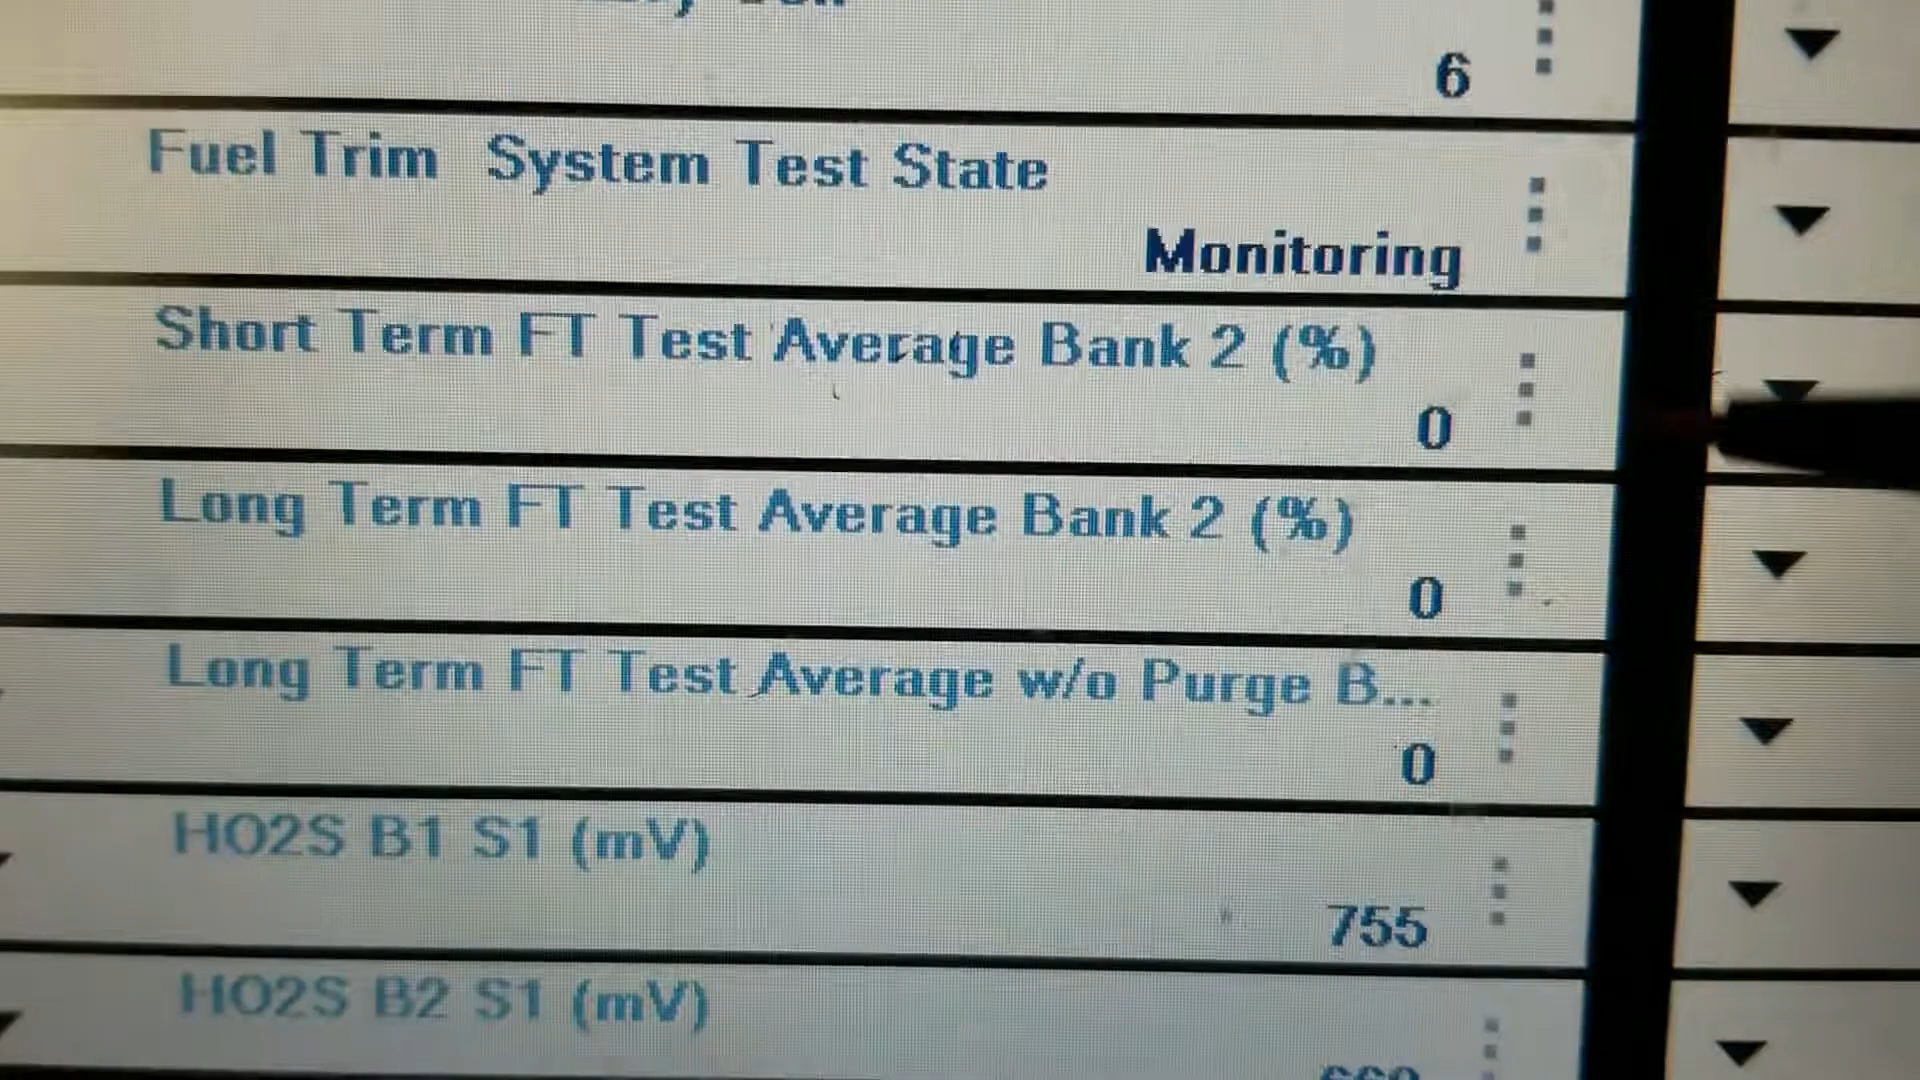 6
Fuel Trim System Test State
Monitoring
Short Term FT Test Average Bank 2 (%)
0
Long Term FT Test Average Bank 2 (%)
0
Long Term FT Test Average w/o Purge B...
0
HO2S B1 S1 (mV)
755
HO2S B2 S1 (mV)